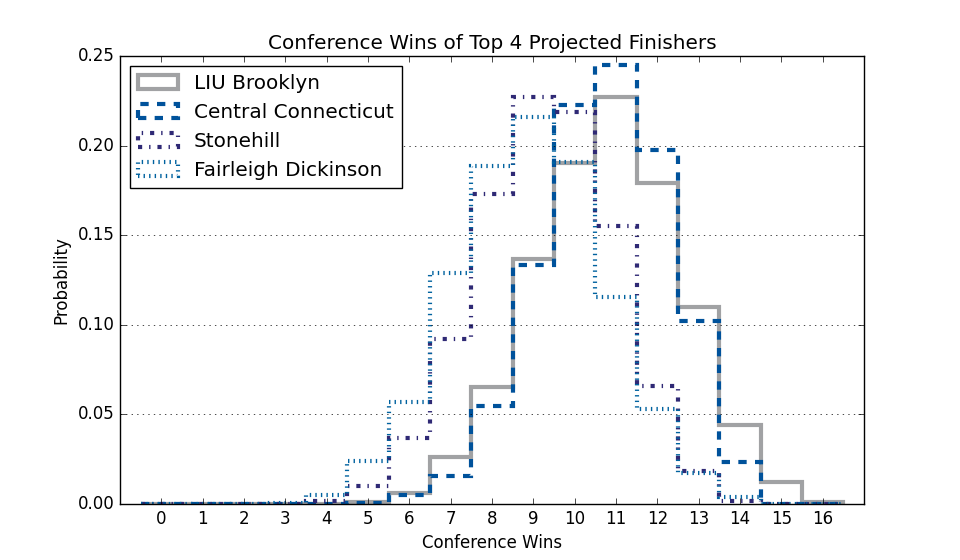 Conference Wins of Top 4 Projected Finishers
LIU Brooklyn
Central Connecticut
Stonehill
Fairleigh Dickinson
0.25
0.20
0.15
0.10
0.05
0.00
Probability
0 1 2 3 4 5 6 7 8 9 10 11 12 13 14 15 16
Conference Wins